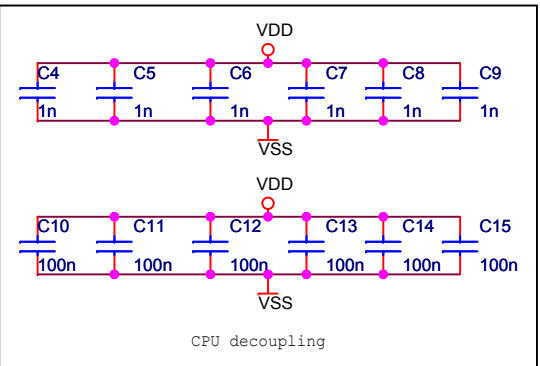 VDD
C4 C5 C6 C7 C8 C9
1n 1n 1n 1n 1n 1n
VSS
VDD
C10 C11 C12 C13 C14 C15
100n 100n 100n 100n 100n 100n
VSS
CPU decoupling